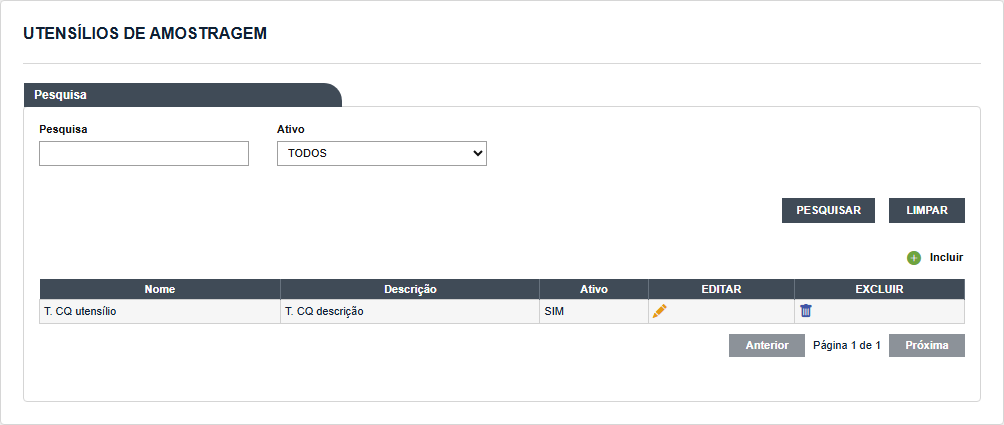 UTENSÍLIOS DE AMOSTRAGEM
Pesquisa
Pesquisa Ativo
TODOS
PESQUISAR LIMPAR
Incluir
Nome Descrição Ativo EDITAR EXCLUIR
T. CQ utensílio T. CQ descrição SIM
Anterior Página 1 de 1 Próxima